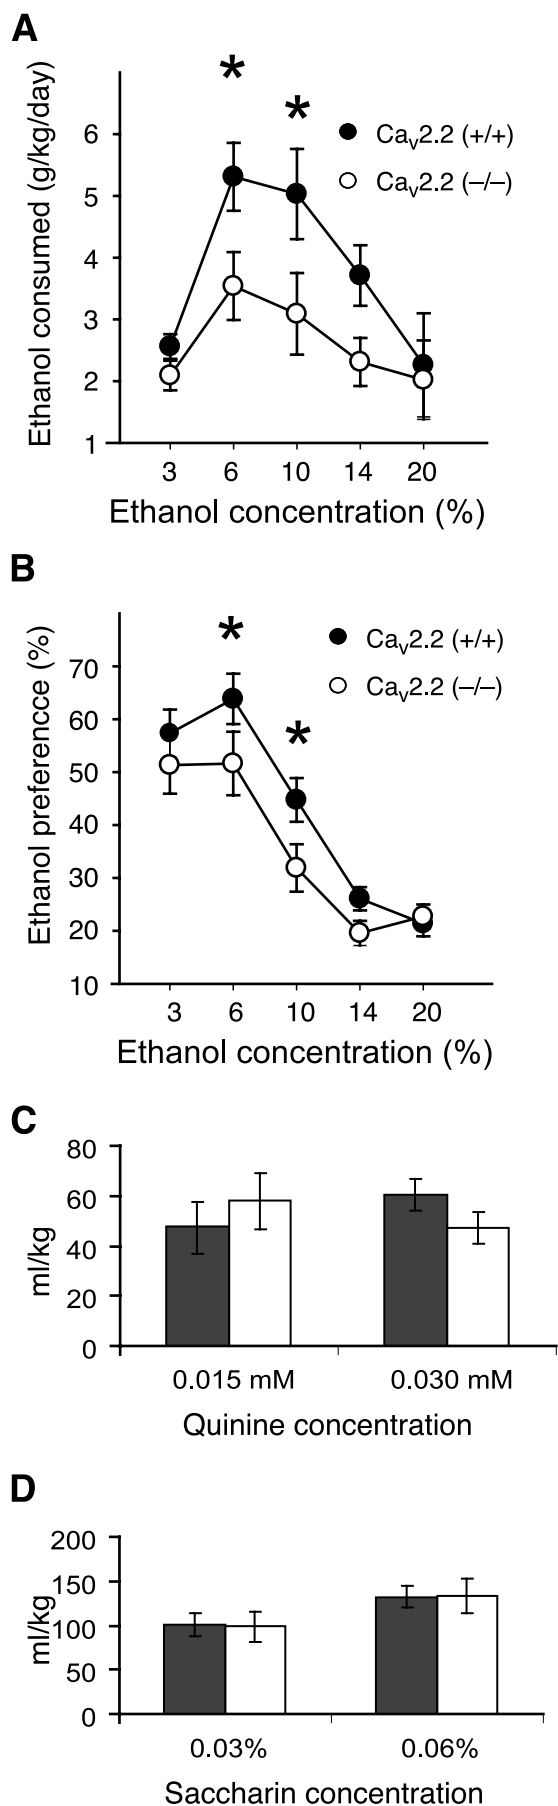 A
Ethanol consumed (g/kg/day)
*
*
Cav2.2 (+/+)
Cav2.2 (–/–)
6
5
4
3
2
1
3 6 10 14 20
Ethanol concentration (%)
B
Ethanol preferencce (%)
*
*
Cav2.2 (+/+)
Cav2.2 (–/–)
70
60
50
40
30
20
10
3 6 10 14 20
Ethanol concentration (%)
C
ml/kg
80
60
40
20
0
0.015 mM 0.030 mM
Quinine concentration
D
ml/kg
200
150
100
50
0
0.03% 0.06%
Saccharin concentration